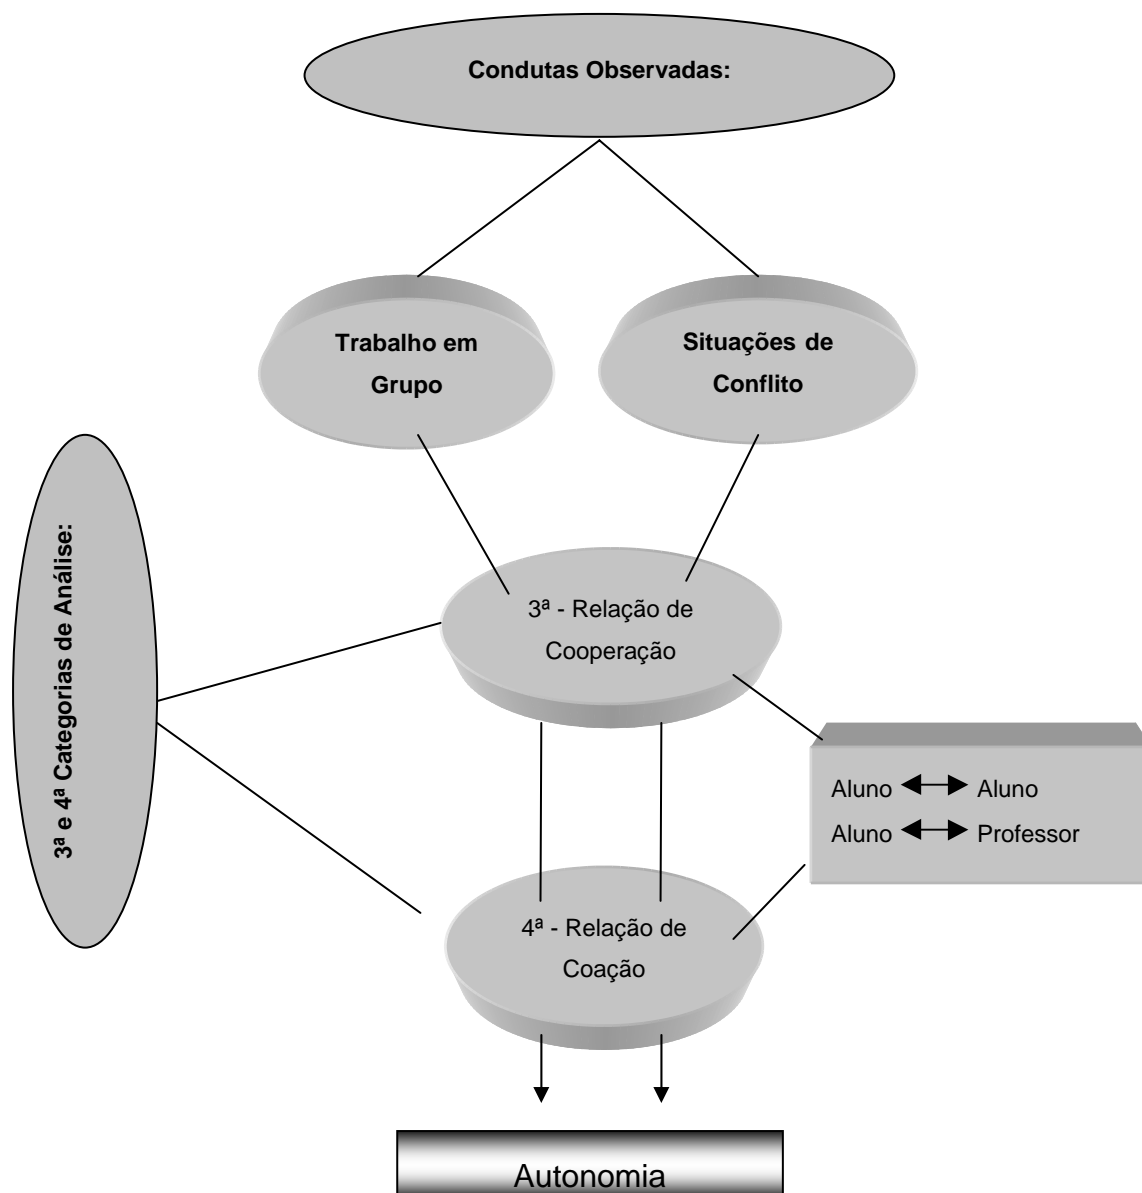 Condutas Observadas:
Trabalho em
Grupo
Situações de
Conflito
3ª e 4ª Categorias de Análise:
3ª - Relação de
Cooperação
Aluno Aluno
Aluno Professor
4ª - Relação de
Coação
Autonomia